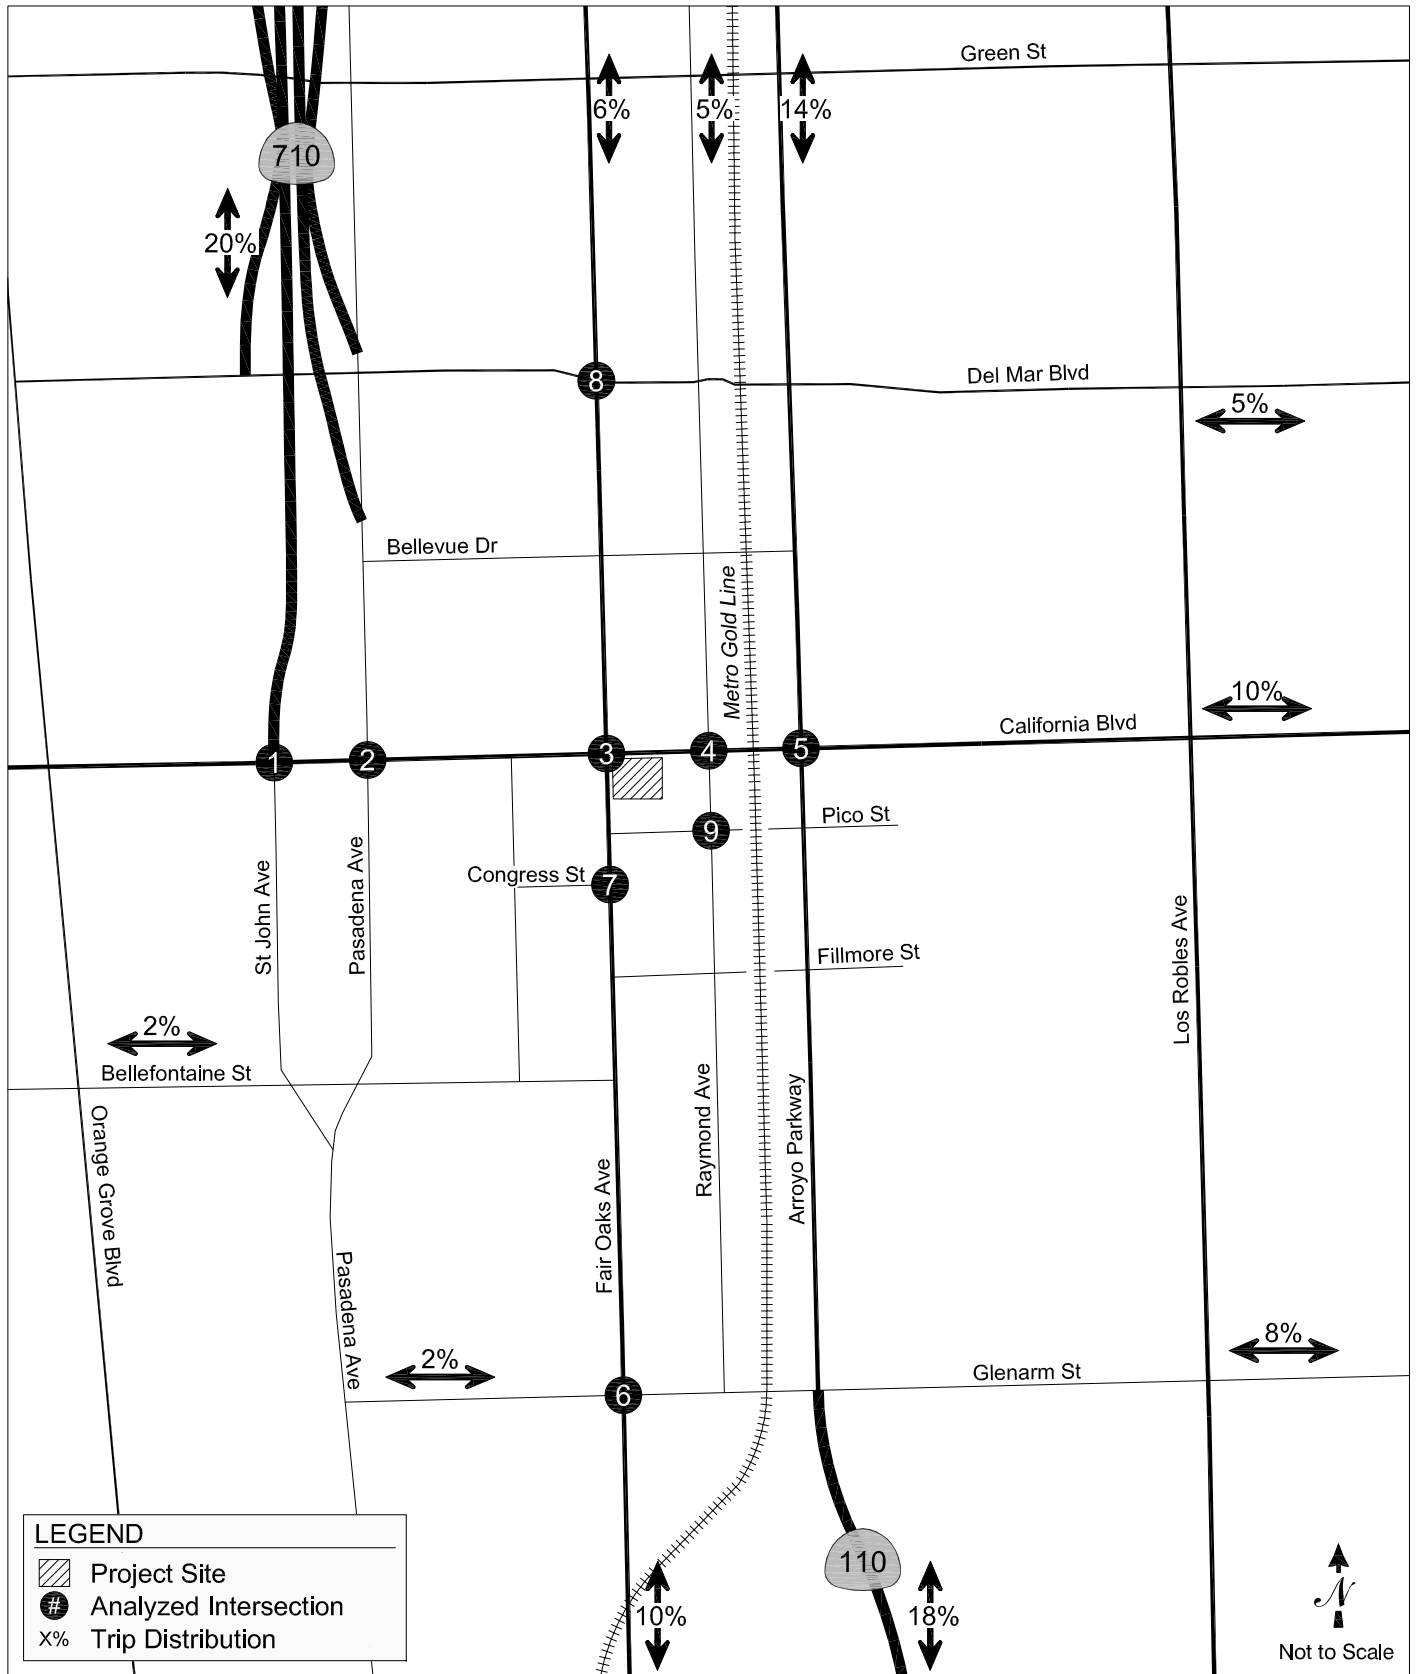 Green St
6%
5%
14%
710
20%
8
Del Mar Blvd
5%
Bellevue Dr
Metro Gold Line
10%
California Blvd
1
2
3
4
5
9
Pico St
Congress St
7
St John Ave
Pasadena Ave
Fillmore St
Los Robles Ave
2%
Bellefontaine St
Orange Grove Blvd
Fair Oaks Ave
Raymond Ave
Arroyo Parkway
Pasadena Ave
2%
6
8%
Glenarm St
110
10%
18%
LEGEND
Project Site
# Analyzed Intersection
X% Trip Distribution
N
Not to Scale